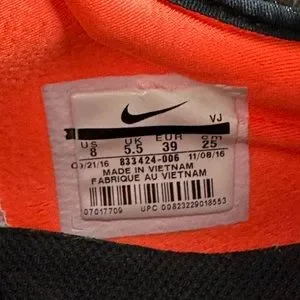 VJ
US UK EUR cm
8 5.5 39 25
09/21/16 833424-006 11/08/16
MADE IN VIETNAM
FABRIQUE AU VIETNAM
07017709 UPC 00823229018553